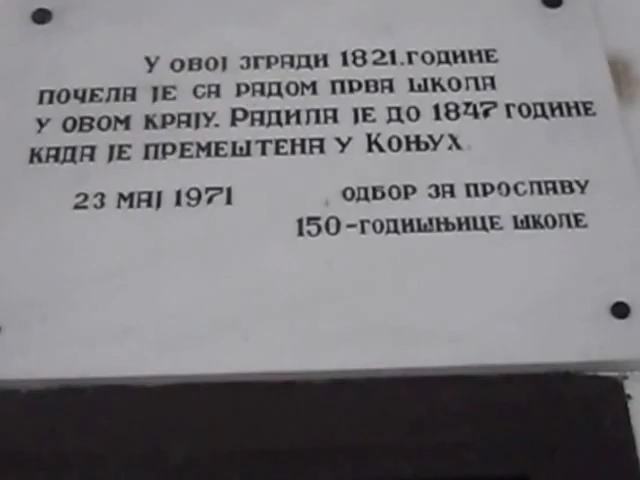 У ОВОЈ ЗГРАДИ 1821. ГОДИНЕ
ПОЧЕЛА ЈЕ СА РАДОМ ПРВА ШКОЛА
У ОВОМ КРАЈУ. РАДИЛА ЈЕ ДО 1847 ГОДИНЕ
КАДА ЈЕ ПРЕМЕШТЕНА У КОЊУХ.
23 МАЈ 1971 ОДБОР ЗА ПРОСЛАВУ
150-ГОДИШЊИЦЕ ШКОЛЕ